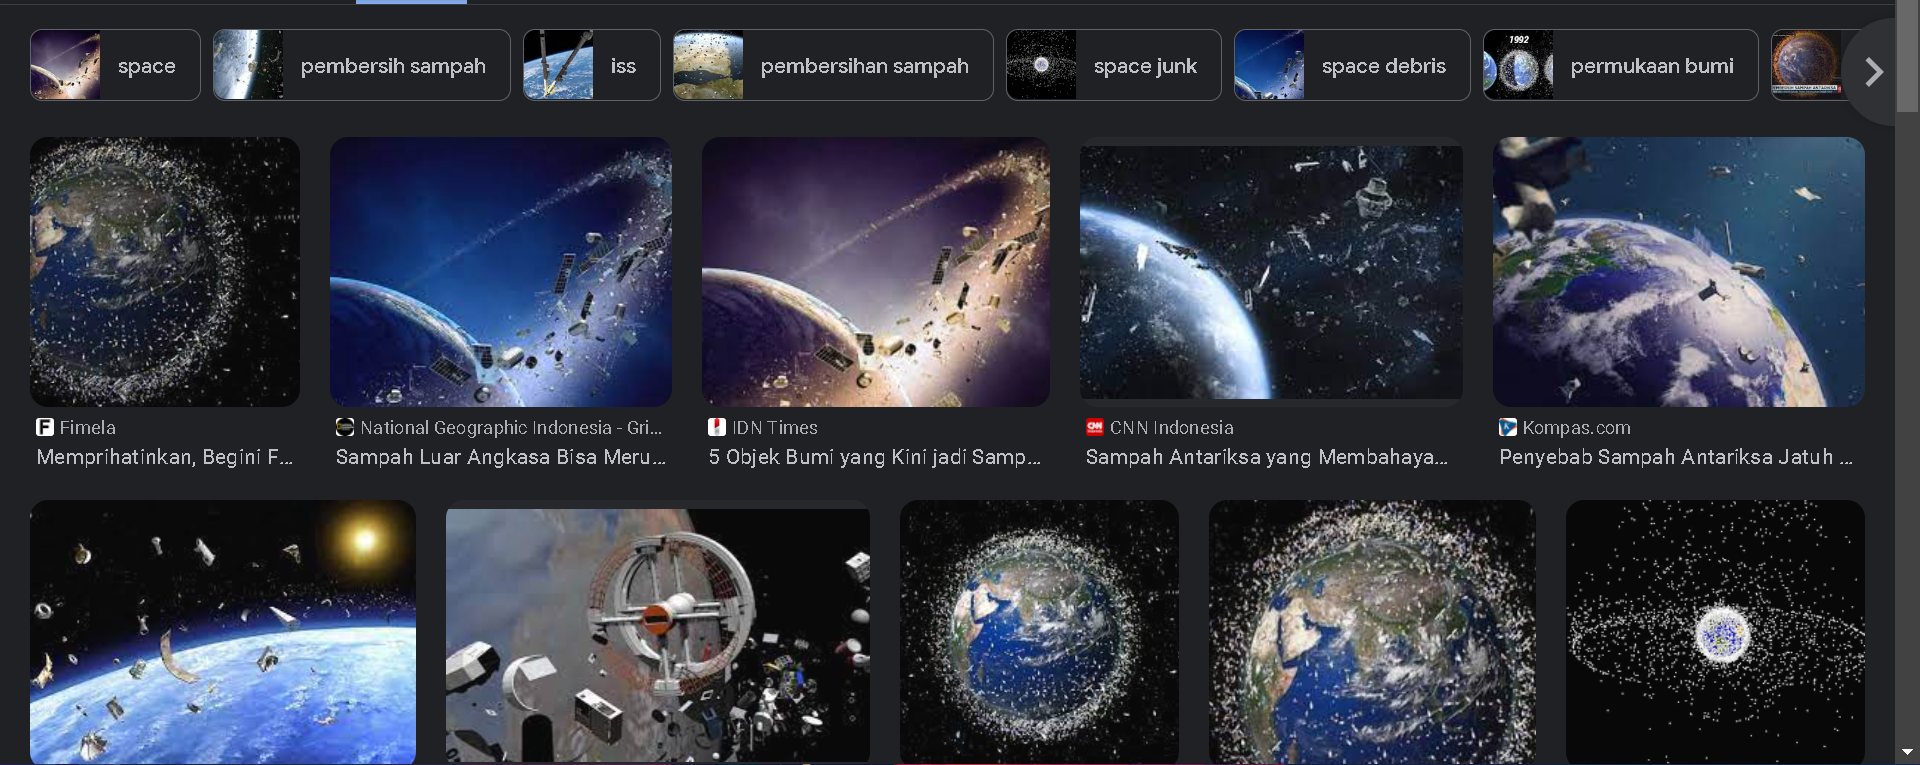 space
pembersih sampah
iss
pembersihan sampah
space junk
space debris
1992
permukaan bumi
Fimela
Memprihatinkan, Begini F...
National Geographic Indonesia - Gri...
Sampah Luar Angkasa Bisa Meru...
IDN Times
5 Objek Bumi yang Kini jadi Samp...
CNN Indonesia
Sampah Antariksa yang Membahaya...
Kompas.com
Penyebab Sampah Antariksa Jatuh ...